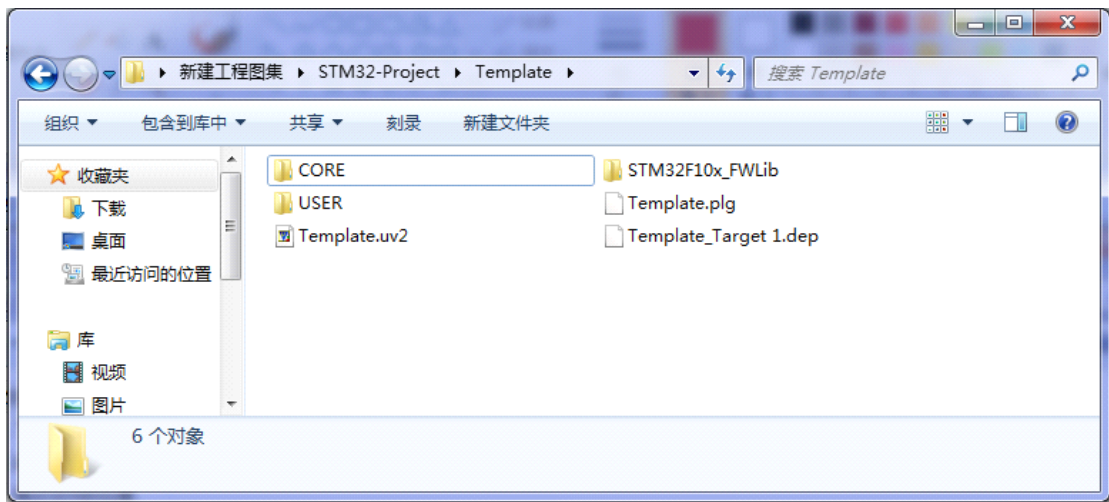 新建工程图集 STM32-Project Template
搜索 Template
组织 包含到库中 共享 刻录 新建文件夹
收藏夹
下载
桌面
最近访问的位置
库
视频
图片
CORE
USER
Template.uv2
STM32F10x_FWLib
Template.plg
Template_Target 1.dep
6 个对象